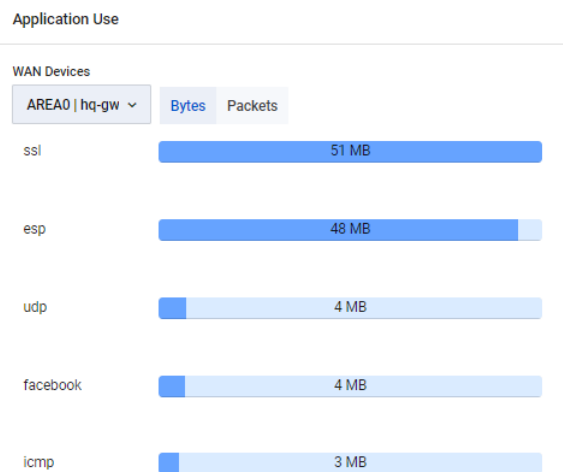 Application Use
WAN Devices
AREA0 | hq-gw
Bytes Packets
ssl 51 MB
esp 48 MB
udp 4 MB
facebook 4 MB
icmp 3 MB